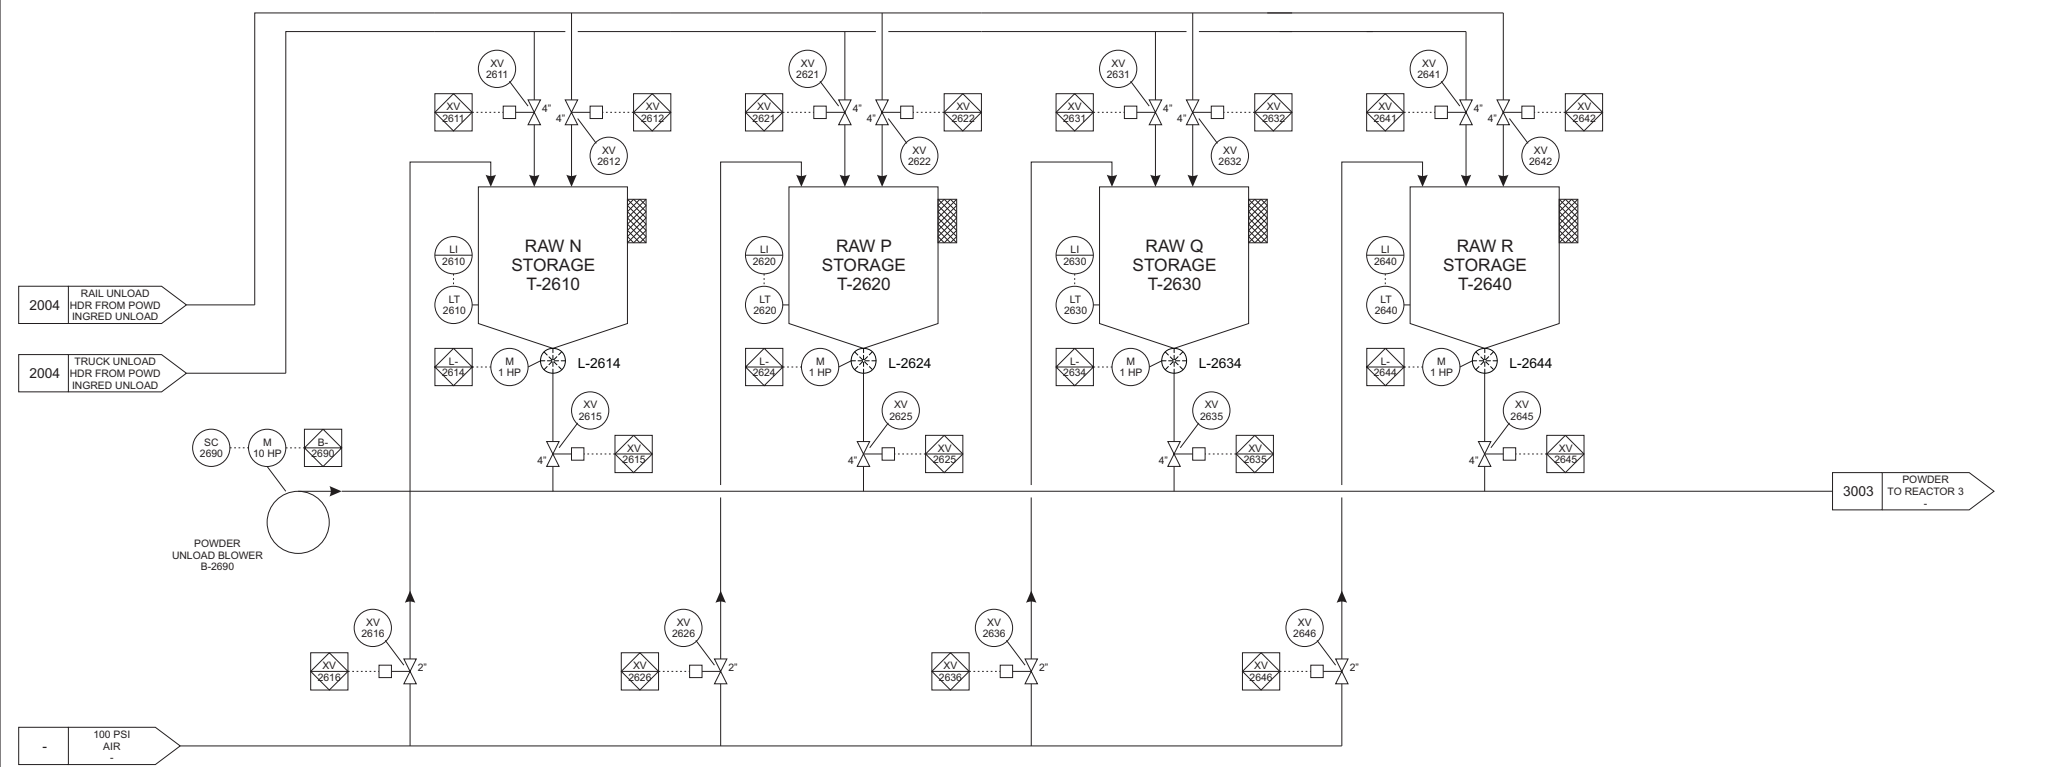 XV
2611
4"
XV
2611
4"
XV
2612
XV
2612
XV
2621
4"
XV
2621
4"
XV
2622
XV
2622
XV
2631
4"
XV
2631
4"
XV
2632
XV
2632
XV
2641
4"
XV
2641
4"
XV
2642
XV
2642
RAW N
STORAGE
T-2610
LI
2610
LT
2610
RAW P
STORAGE
T-2620
LI
2620
LT
2620
RAW Q
STORAGE
T-2630
LI
2630
LT
2630
RAW R
STORAGE
T-2640
LI
2640
LT
2640
2004
RAIL UNLOAD
HDR FROM POWD
INGRED UNLOAD
2004
TRUCK UNLOAD
HDR FROM POWD
INGRED UNLOAD
L-
2614
M
1 HP
L-2614
L-
2624
M
1 HP
L-2624
L-
2634
M
1 HP
L-2634
L-
2644
M
1 HP
L-2644
XV
2615
4"
XV
2615
XV
2625
4"
XV
2625
XV
2635
4"
XV
2635
XV
2645
4"
XV
2645
SC
2690
M
10 HP
B-
2690
POWDER
UNLOAD BLOWER
B-2690
3003
POWDER
TO REACTOR 3
-
XV
2616
XV
2616
2"
XV
2626
XV
2626
2"
XV
2636
XV
2636
2"
XV
2646
XV
2646
2"
-
100 PSI
AIR
-